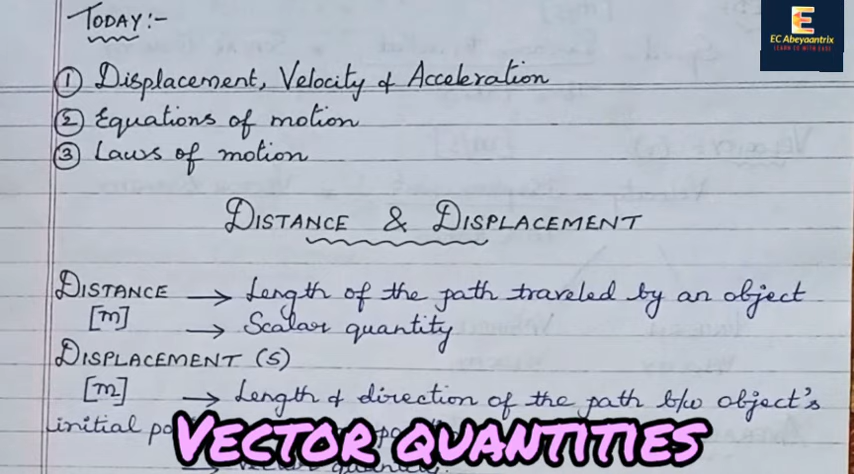 TODAY:-
EC Abeyaantrix
LEARN EC WITH EASE
① Displacement, Velocity & Acceleration
② Equations of motion
③ Laws of motion
DISTANCE & DISPLACEMENT
DISTANCE → Length of the path traveled by an object
[m] → Scalar quantity
DISPLACEMENT (s)
[m] → Length & direction of the path b/w object's
initial
VECTOR QUANTITIES
→ vector quantity.